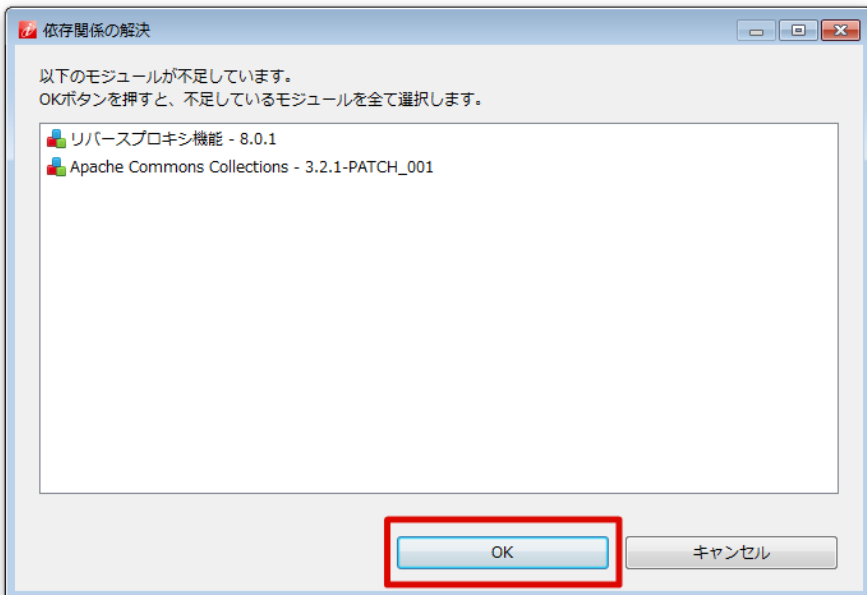 依存関係の解決
以下のモジュールが不足しています。
OKボタンを押すと、不足しているモジュールを全て選択します。
リバースプロキシ機能 - 8.0.1
Apache Commons Collections - 3.2.1-PATCH_001
OK
キャンセル